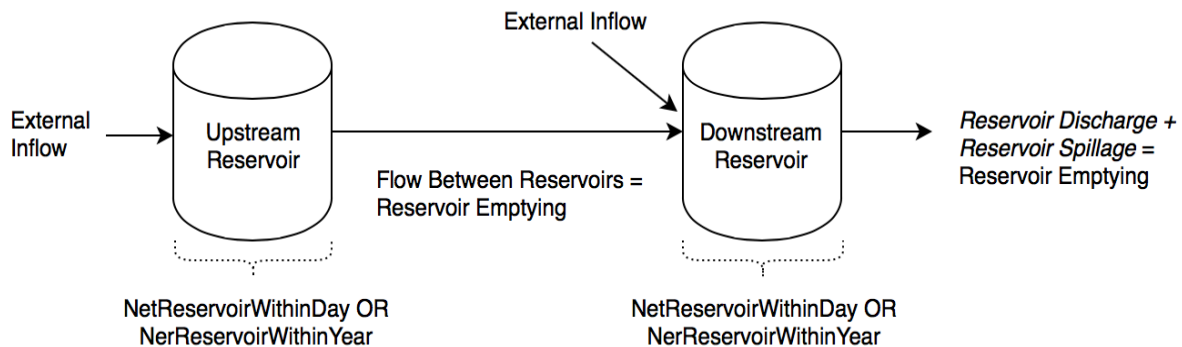 External Inflow
External
Inflow
Upstream
Reservoir
Downstream
Reservoir
Reservoir Discharge +
Reservoir Spillage =
Reservoir Emptying
Flow Between Reservoirs =
Reservoir Emptying
NetReservoirWithinDay OR
NerReservoirWithinYear
NetReservoirWithinDay OR
NerReservoirWithinYear